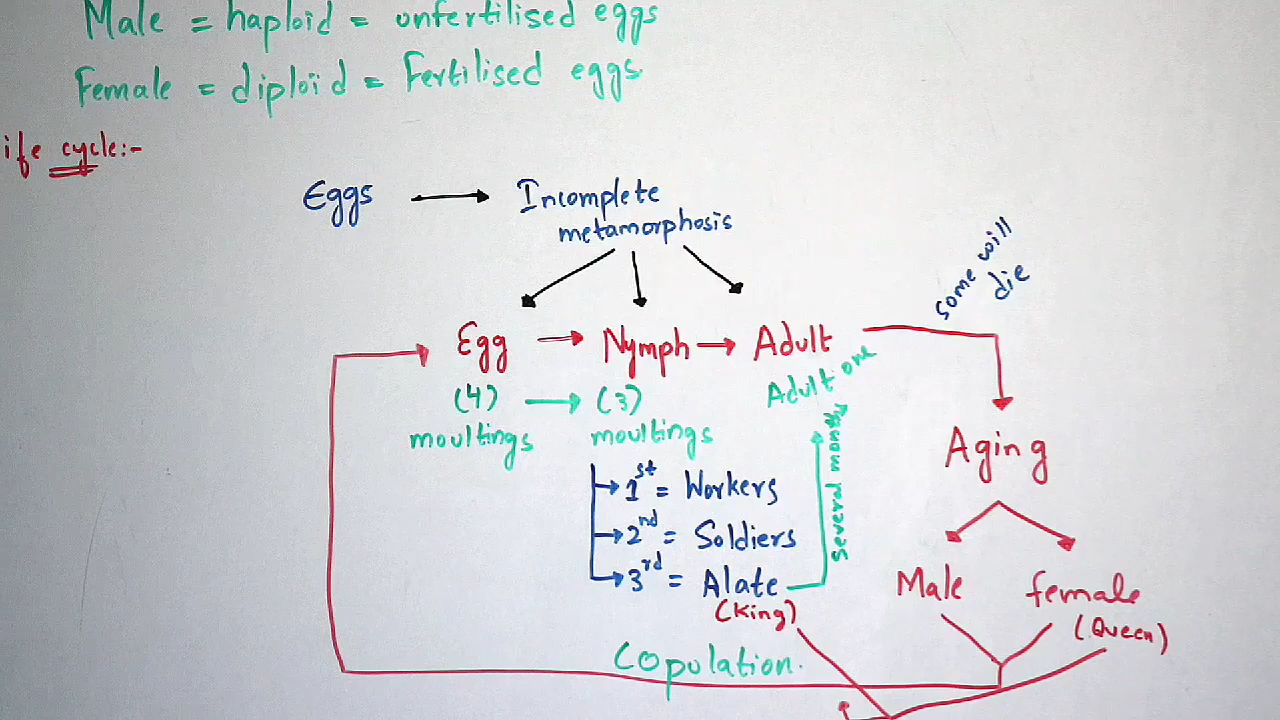 Male = haploid = unfertilised eggs
Female = diploid = Fertilised eggs.
ife cycle:-
Eggs → Incomplete
metamorphosis
some will
die
Egg → Nymph → Adult
(4) → (3)
Adult one
moultings moultings
several months
Aging
1st = Workers
2nd = Soldiers
3rd = Alate
(King)
Male female
(Queen)
Copulation.